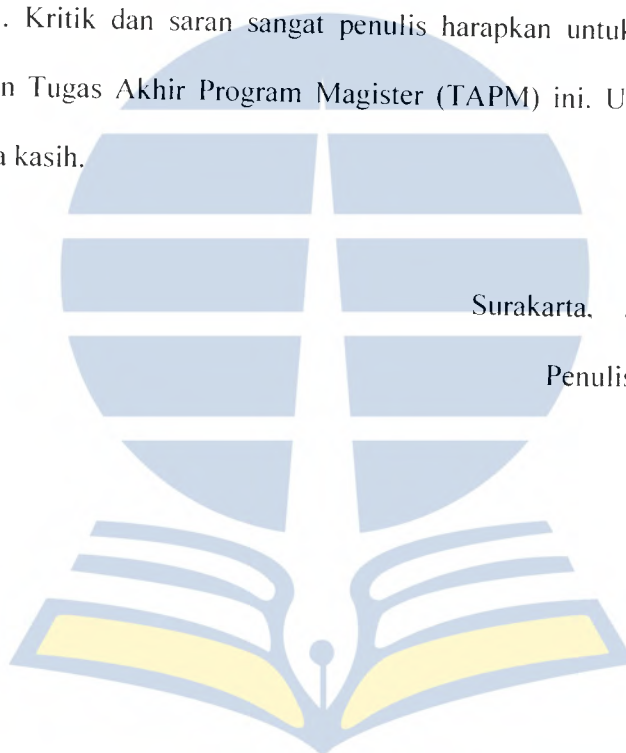 . Kritik dan saran sangat penulis harapkan untuk
n Tugas Akhir Program Magister (TAPM) ini. U
a kasih.
Surakarta,
Penulis